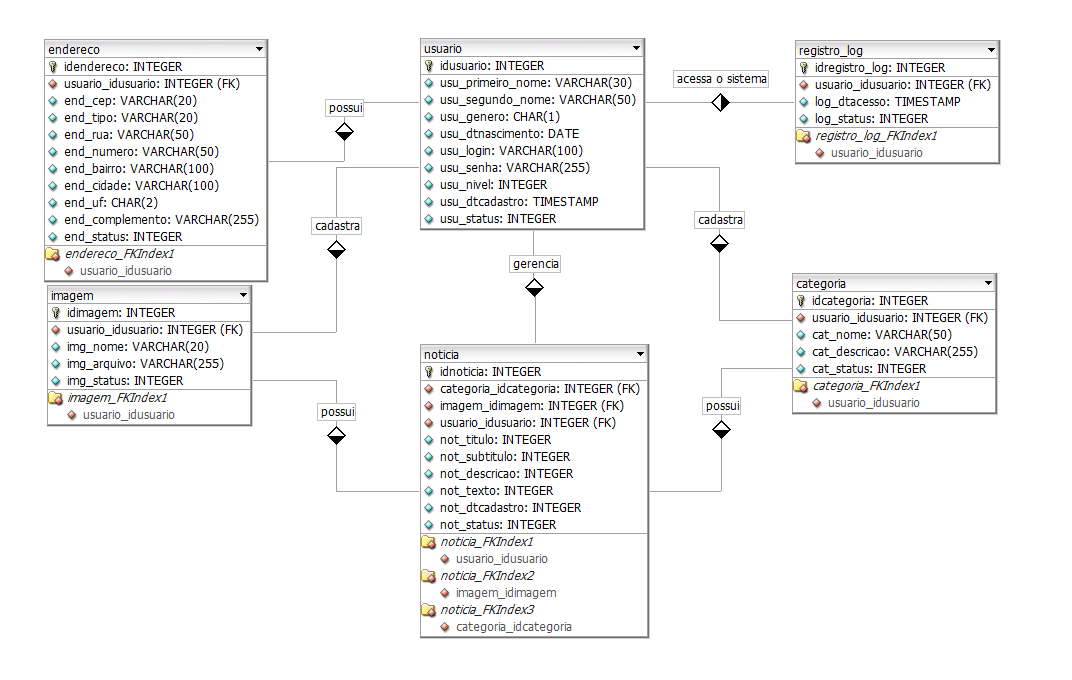 endereco
idendereco: INTEGER
usuario_idusuario: INTEGER (FK)
end_cep: VARCHAR(20)
end_tipo: VARCHAR(20)
end_rua: VARCHAR(50)
end_numero: VARCHAR(50)
end_bairro: VARCHAR(100)
end_cidade: VARCHAR(100)
end_uf: CHAR(2)
end_complemento: VARCHAR(255)
end_status: INTEGER
endereco_FKIndex1
usuario_idusuario
possui
usuario
idusuario: INTEGER
usu_primeiro_nome: VARCHAR(30)
usu_segundo_nome: VARCHAR(50)
usu_genero: CHAR(1)
usu_dtnascimento: DATE
usu_login: VARCHAR(100)
usu_senha: VARCHAR(255)
usu_nivel: INTEGER
usu_dtcadastro: TIMESTAMP
usu_status: INTEGER
acessa o sistema
registro_log
idregistro_log: INTEGER
usuario_idusuario: INTEGER (FK)
log_dtacesso: TIMESTAMP
log_status: INTEGER
registro_log_FKIndex1
usuario_idusuario
cadastra
gerencia
cadastra
imagem
idimagem: INTEGER
usuario_idusuario: INTEGER (FK)
img_nome: VARCHAR(20)
img_arquivo: VARCHAR(255)
img_status: INTEGER
imagem_FKIndex1
usuario_idusuario
possui
noticia
idnoticia: INTEGER
categoria_idcategoria: INTEGER (FK)
imagem_idimagem: INTEGER (FK)
usuario_idusuario: INTEGER (FK)
not_titulo: INTEGER
not_subtitulo: INTEGER
not_descricao: INTEGER
not_texto: INTEGER
not_dtcadastro: INTEGER
not_status: INTEGER
noticia_FKIndex1
usuario_idusuario
noticia_FKIndex2
imagem_idimagem
noticia_FKIndex3
categoria_idcategoria
possui
categoria
idcategoria: INTEGER
usuario_idusuario: INTEGER (FK)
cat_nome: VARCHAR(50)
cat_descricao: VARCHAR(255)
cat_status: INTEGER
categoria_FKIndex1
usuario_idusuario